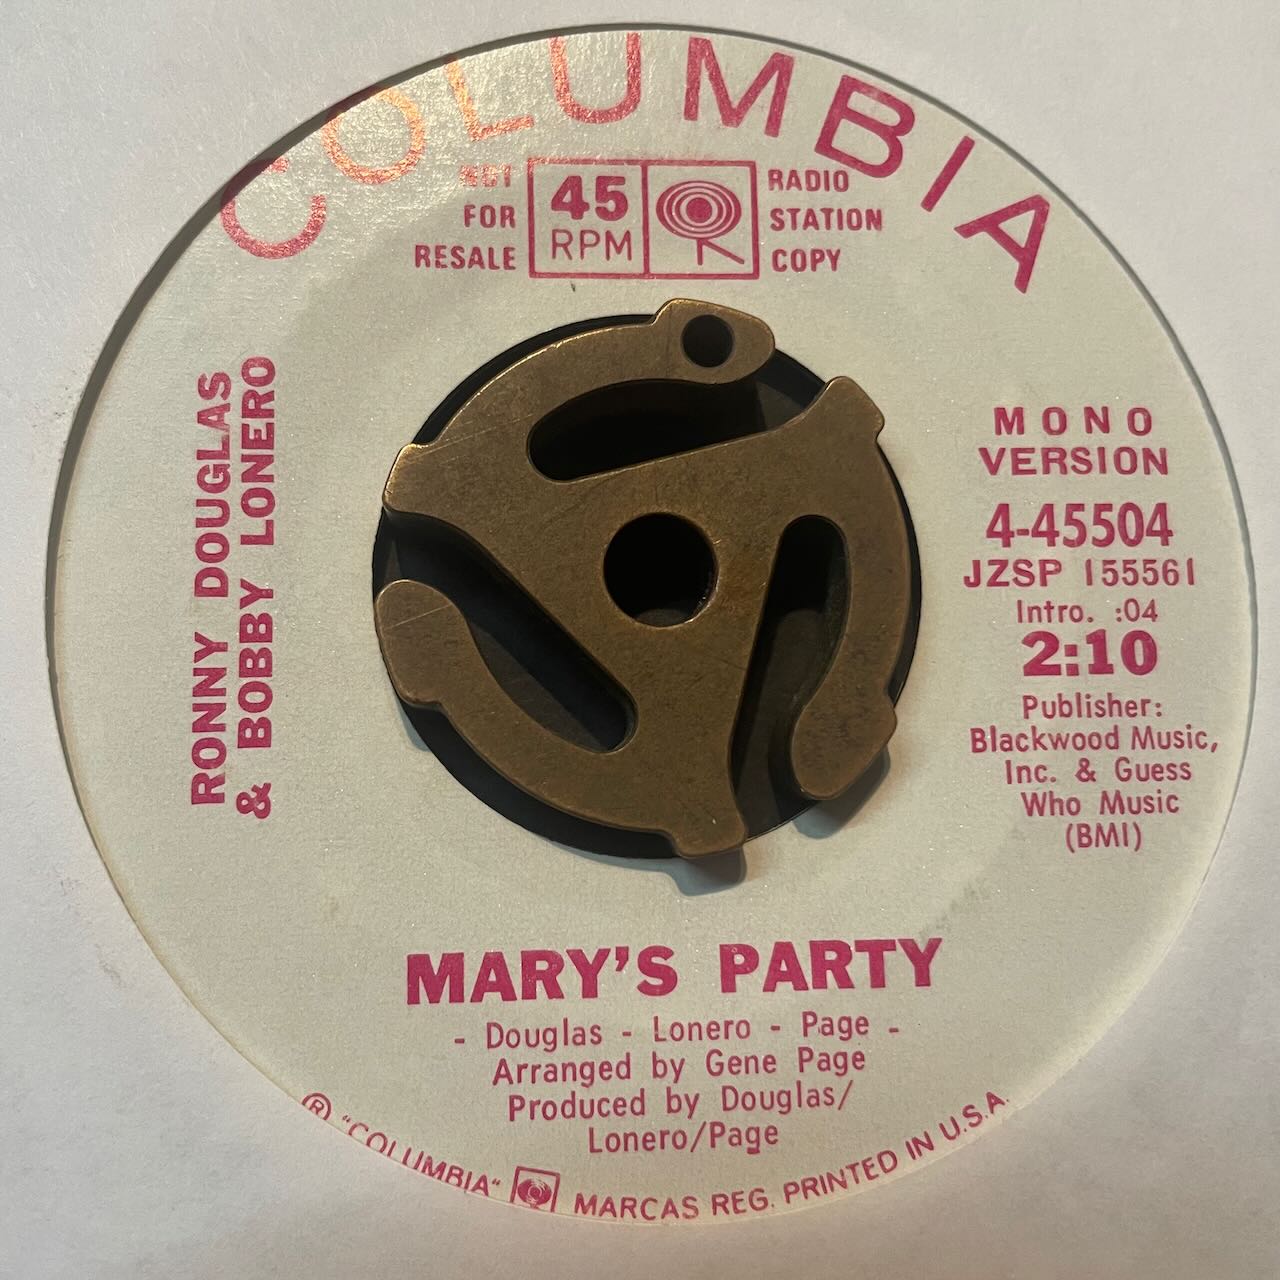 COLUMBIA
NOT
FOR
RESALE
45
RPM
RADIO
STATION
COPY
RONNY DOUGLAS
& BOBBY LONERO
MONO
VERSION
4-45504
JZSP 155561
Intro. :04
2:10
Publisher:
Blackwood Music,
Inc. & Guess
Who Music
(BMI)
MARY'S PARTY
- Douglas - Lonero - Page -
Arranged by Gene Page
Produced by Douglas/
Lonero/Page
® "COLUMBIA" MARCAS REG. PRINTED IN U.S.A.